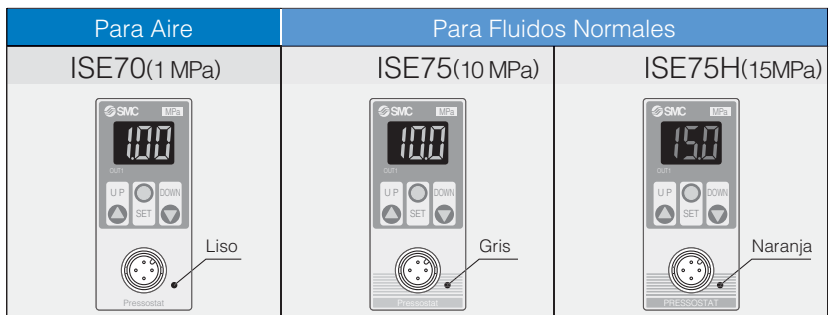 Para Aire
Para Fluidos Normales
ISE70(1 MPa)
ISE75(10 MPa)
ISE75H(15MPa)
SMC MPa
1.00
OUT1
UP DOWN
SET
Liso
Pressostat
SMC MPa
10.0
OUT1
UP DOWN
SET
Gris
Pressostat
SMC MPa
15.0
OUT1
UP DOWN
SET
Naranja
PRESSOSTAT